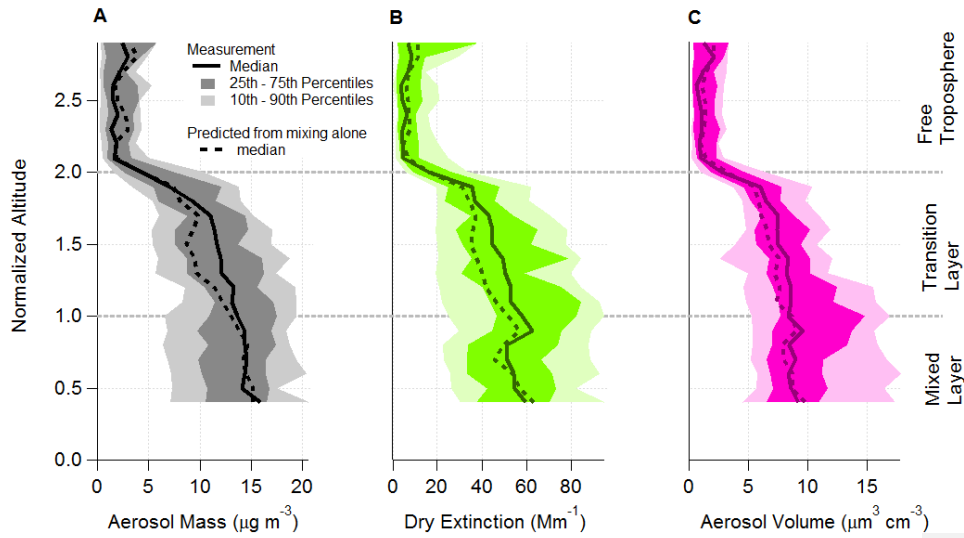 A
B
C
Measurement
Median
25th - 75th Percentiles
10th - 90th Percentiles
Predicted from mixing alone
median
Normalized Altitude
2.5
2.0
1.5
1.0
0.5
0.0
Free
Troposphere
Transition
Layer
Mixed
Layer
0 5 10 15 20
0 20 40 60 80
0 5 10 15
Aerosol Mass (μg m⁻³)
Dry Extinction (Mm⁻¹)
Aerosol Volume (μm³ cm⁻³)